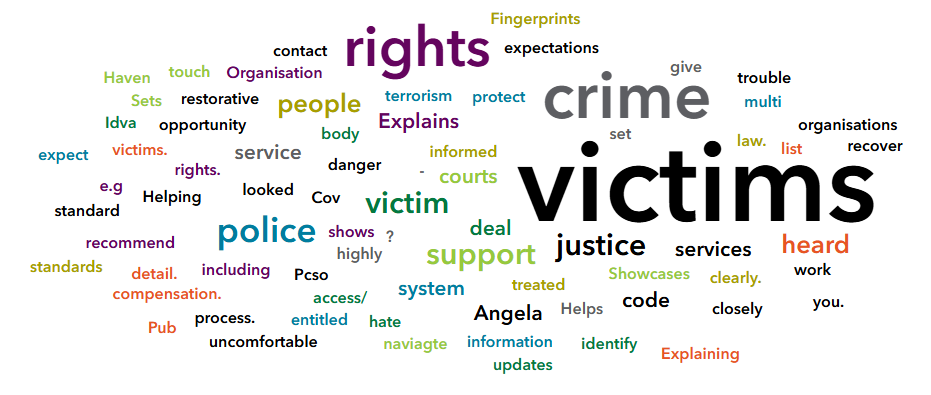 Fingerprints
contact rights expectations
Haven touch Organisation give trouble
Sets restorative people terrorism protect crime multi
Idva opportunity body Explains set organisations
expect victims. service danger informed law. list recover
rights. - courts victims
e.g Helping looked Cov victim
standard
police shows ? deal
recommend highly support justice services heard
standards detail. including Pcso system treated Showcases clearly. work
compensation. access/ Angela Helps code closely you.
Pub process. entitled hate
uncomfortable naviagte information identify Explaining
updates